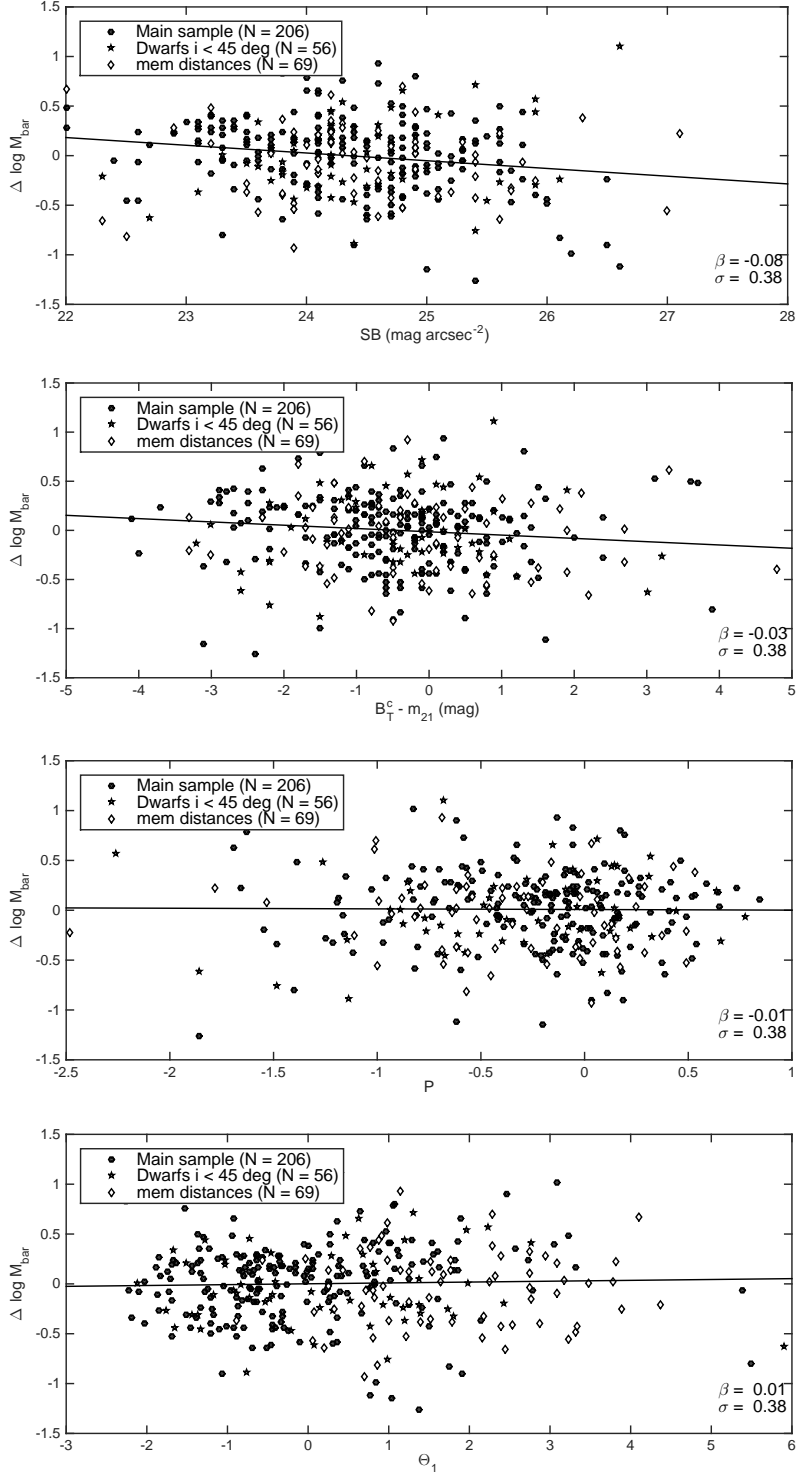 1.5
Main sample (N = 206)
Dwarfs i < 45 deg (N = 56)
mem distances (N = 69)
1
0.5
0
-0.5
-1
-1.5
Δ log M_bar
β = -0.08
σ = 0.38
22 23 24 25 26 27 28
SB (mag arcsec^-2)
1.5
Main sample (N = 206)
Dwarfs i < 45 deg (N = 56)
mem distances (N = 69)
1
0.5
0
-0.5
-1
-1.5
Δ log M_bar
β = -0.03
σ = 0.38
-5 -4 -3 -2 -1 0 1 2 3 4 5
B_T^c - m_21 (mag)
1.5
Main sample (N = 206)
Dwarfs i < 45 deg (N = 56)
mem distances (N = 69)
1
0.5
0
-0.5
-1
-1.5
Δ log M_bar
β = -0.01
σ = 0.38
-2.5 -2 -1.5 -1 -0.5 0 0.5 1
P
1.5
Main sample (N = 206)
Dwarfs i < 45 deg (N = 56)
mem distances (N = 69)
1
0.5
0
-0.5
-1
-1.5
Δ log M_bar
β = 0.01
σ = 0.38
-3 -2 -1 0 1 2 3 4 5 6
Θ_1